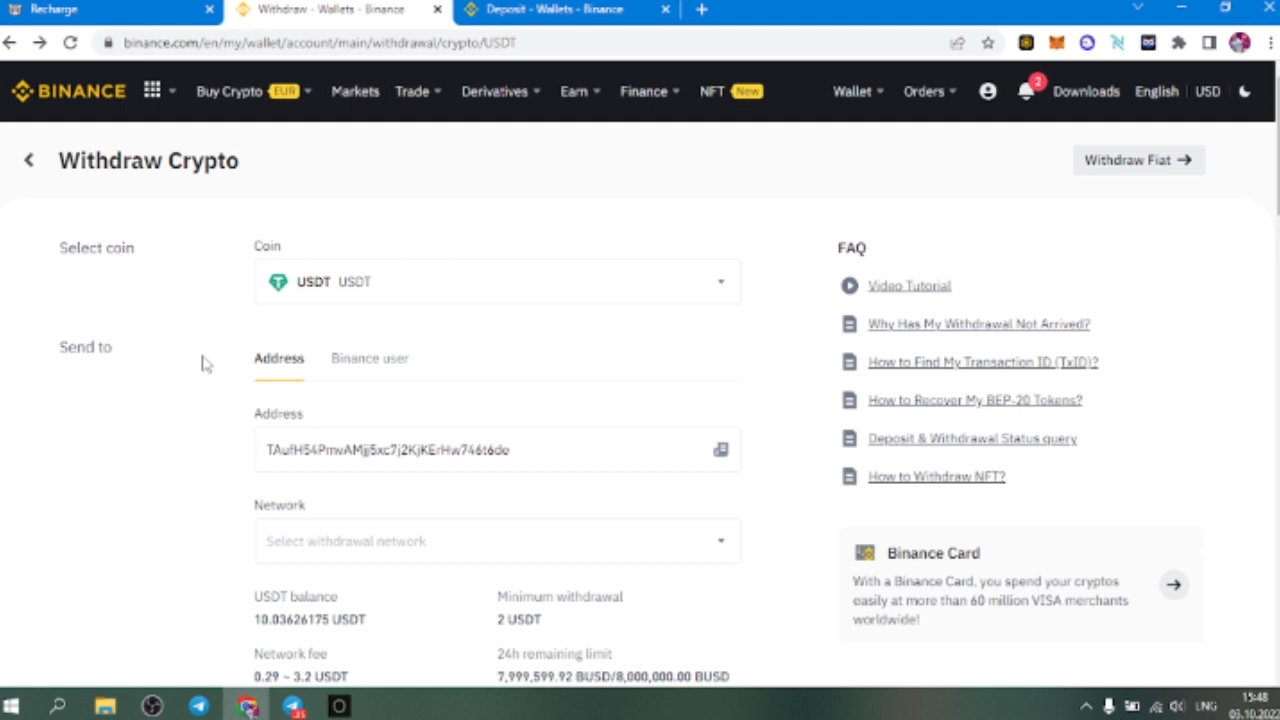 Recharge
Withdraw - Wallets - Binance
Deposit - Wallets - Binance
binance.com/en/my/wallet/account/main/withdrawal/crypto/USDT
BINANCE
Buy Crypto EUR
Markets
Trade
Derivatives
Earn
Finance
NFT New
Wallet
Orders
2
Downloads
English
USD
Withdraw Crypto
Withdraw Fiat
Select coin
Coin
USDT USDT
Send to
Address Binance user
Address
TAufH54PmvAMjj5xc7j2KjKErHw746t6de
Network
Select withdrawal network
USDT balance
10.03626175 USDT
Minimum withdrawal
2 USDT
Network fee
0.29 ~ 3.2 USDT
24h remaining limit
7,999,599.92 BUSD/8,000,000.00 BUSD
FAQ
Video Tutorial
Why Has My Withdrawal Not Arrived?
How to Find My Transaction ID (TxID)?
How to Recover My BEP-20 Tokens?
Deposit & Withdrawal Status query
How to Withdraw NFT?
Binance Card
With a Binance Card, you spend your cryptos
easily at more than 60 million VISA merchants
worldwide!
35
ENG
15:48